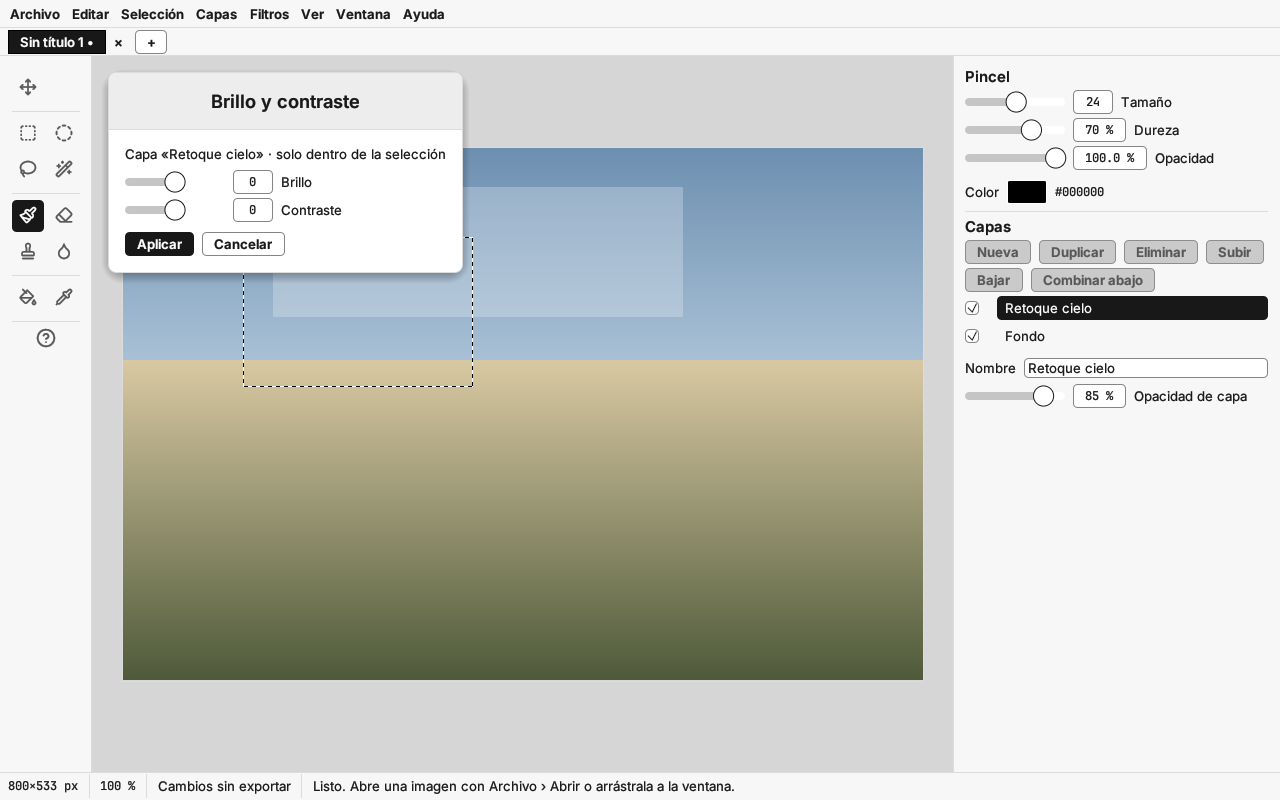 Archivo Editar Selección Capas Filtros Ver Ventana Ayuda
Sin título 1 • × +
Brillo y contraste
Capa «Retoque cielo» · solo dentro de la selección
0 Brillo
0 Contraste
Aplicar Cancelar
Pincel
24 Tamaño
70 % Dureza
100.0 % Opacidad
Color #000000
Capas
Nueva Duplicar Eliminar Subir
Bajar Combinar abajo
Retoque cielo
Fondo
Nombre Retoque cielo
85 % Opacidad de capa
800×533 px 100 % Cambios sin exportar Listo. Abre una imagen con Archivo › Abrir o arrástrala a la ventana.